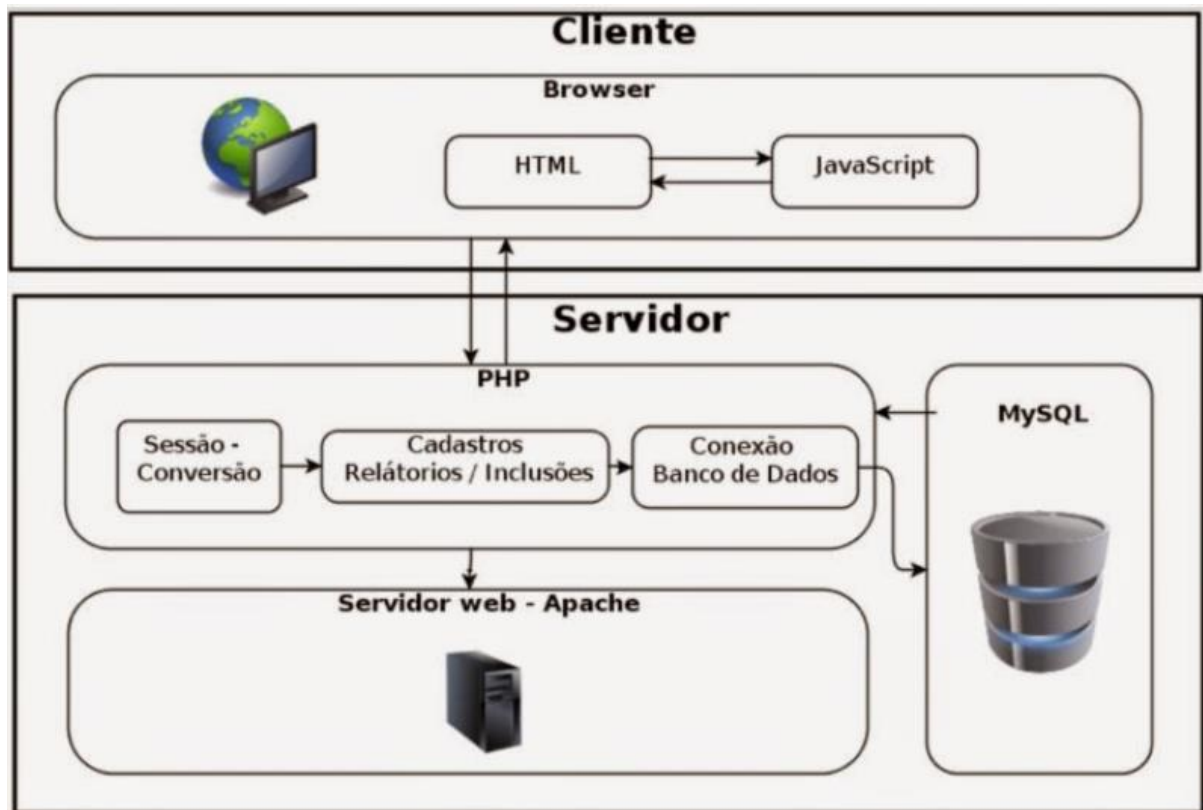 Cliente
Browser
HTML
JavaScript
Servidor
PHP
Sessão -
Conversão
Cadastros
Relátorios / Inclusões
Conexão
Banco de Dados
MySQL
Servidor web - Apache